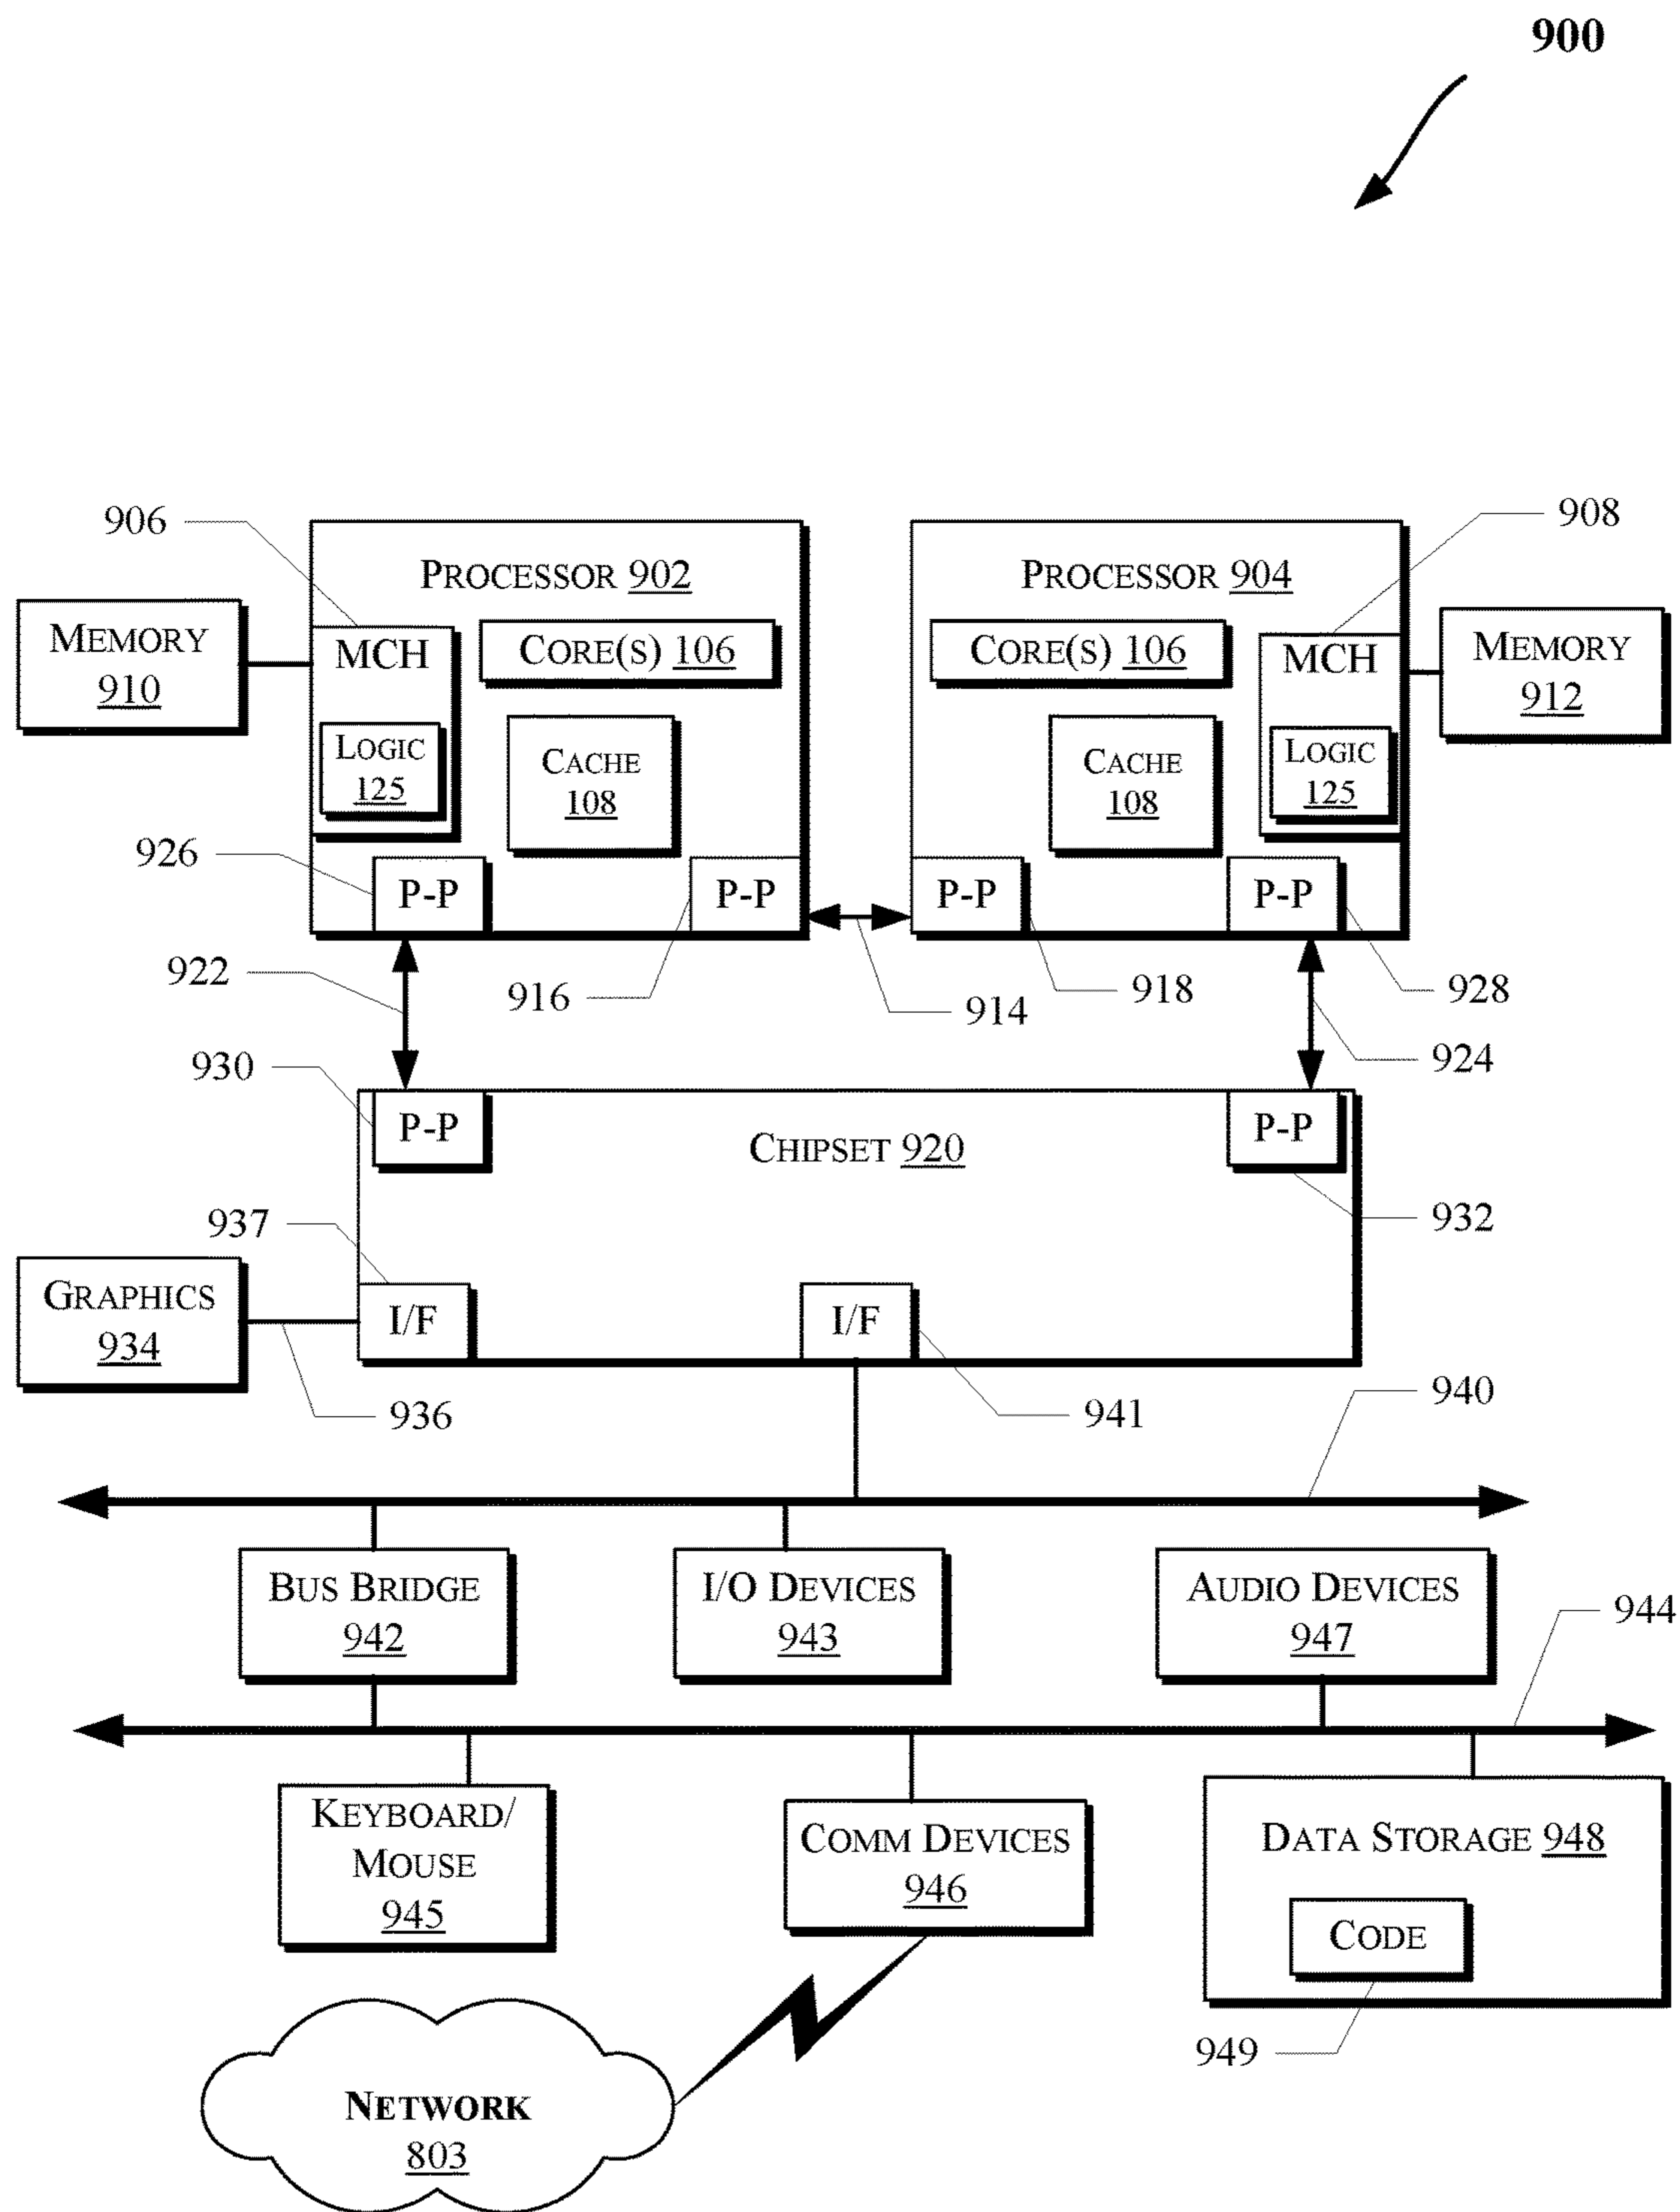 900
906
908
PROCESSOR 902
PROCESSOR 904
MEMORY
910
MCH
CORE(S) 106
CORE(S) 106
MCH
MEMORY
912
LOGIC
125
CACHE
108
CACHE
108
LOGIC
125
926
P-P
P-P
P-P
P-P
922
916
914
918
928
924
930
P-P
CHIPSET 920
P-P
937
932
GRAPHICS
934
I/F
I/F
936
941
940
BUS BRIDGE
942
I/O DEVICES
943
AUDIO DEVICES
947
944
KEYBOARD/
MOUSE
945
COMM DEVICES
946
DATA STORAGE 948
CODE
949
NETWORK
803